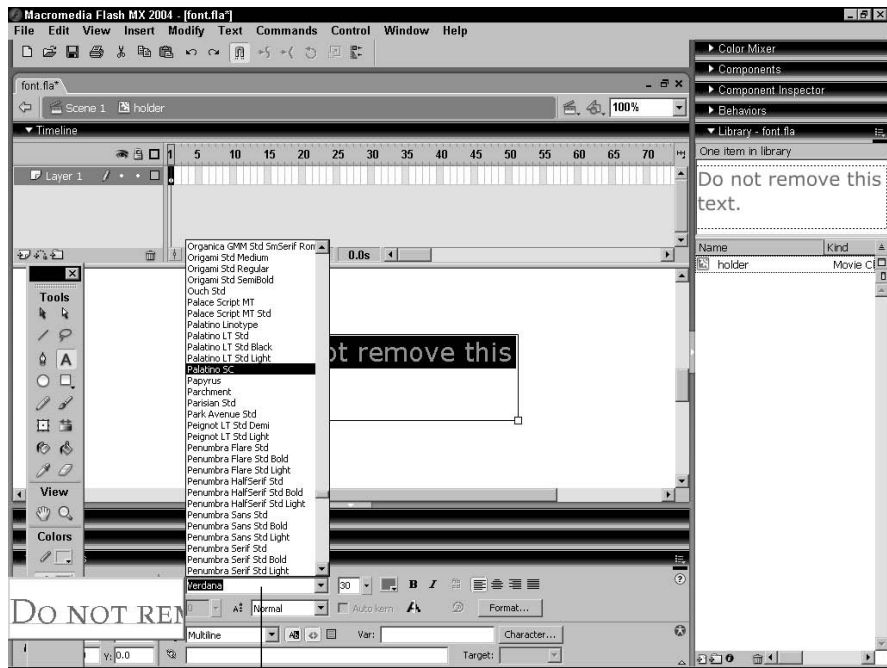 Macromedia Flash MX 2004 - [font.fla*]
File Edit View Insert Modify Text Commands Control Window Help
font.fla*
Scene 1 holder 100%
Timeline
1 5 10 15 20 25 30 35 40 45 50 55 60 65 70
Layer 1
0.0s
Tools
View
Colors
Organica GMM Std SmSerif Ron
Origami Std Medium
Origami Std Regular
Origami Std SemiBold
Ouch Std
Palace Script MT
Palace Script MT Std
Palatino Linotype
Palatino LT Std
Palatino LT Std Black
Palatino LT Std Light
Palatino SC
Papyrus
Parchment
Parisian Std
Park Avenue Std
Peignot LT Std Demi
Peignot LT Std Light
Penumbra Flare Std
Penumbra Flare Std Bold
Penumbra Flare Std Light
Penumbra HalfSerif Std
Penumbra HalfSerif Std Bold
Penumbra HalfSerif Std Light
Penumbra Sans Std
Penumbra Sans Std Bold
Penumbra Sans Std Light
Penumbra Serif Std
Penumbra Serif Std Bold
Penumbra Serif Std Light
ot remove this
Verdana 30 B I
DO NOT REM
0 Normal Auto kern Format...
Multiline Var: Character...
Y: 0.0 Target:
Color Mixer
Components
Component Inspector
Behaviors
Library - font.fla
One item in library
Do not remove this
text.
Name Kind
holder Movie Cl